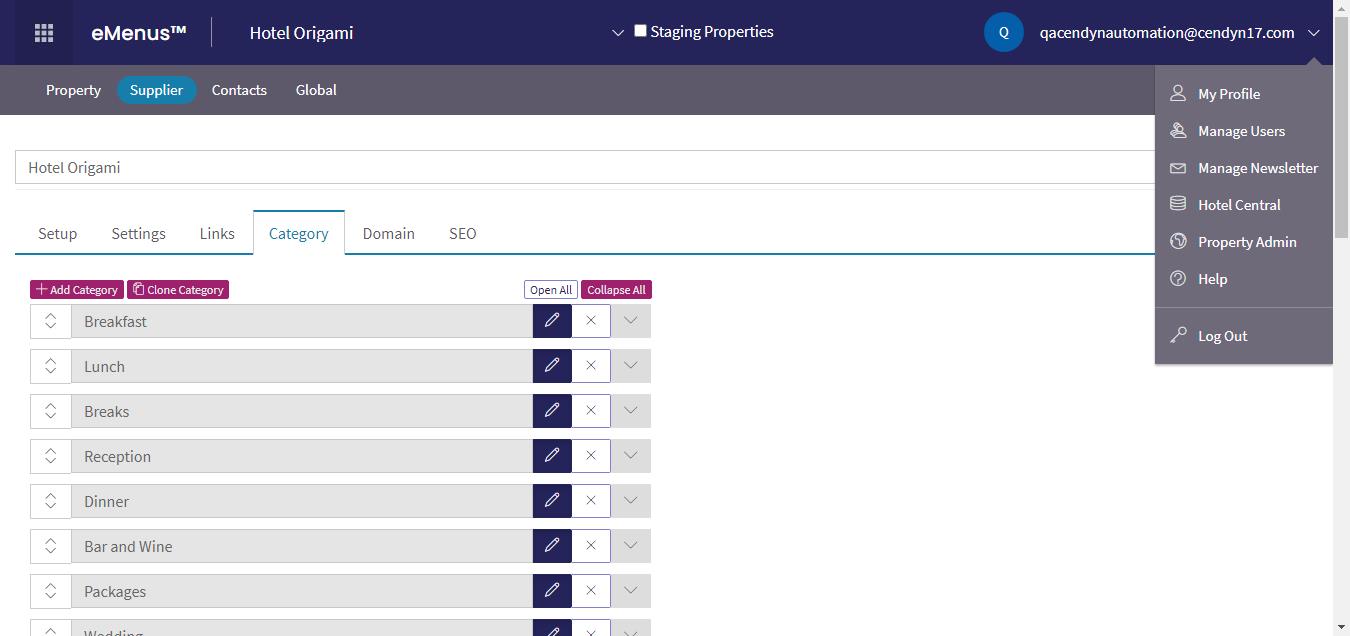 eMenus™
Hotel Origami
Staging Properties
Q
qacendynautomation@cendyn17.com
Property
Supplier
Contacts
Global
My Profile
Manage Users
Manage Newsletter
Hotel Central
Property Admin
Help
Log Out
Hotel Origami
Setup
Settings
Links
Category
Domain
SEO
Add Category
Clone Category
Open All
Collapse All
Breakfast
Lunch
Breaks
Reception
Dinner
Bar and Wine
Packages
Wedding